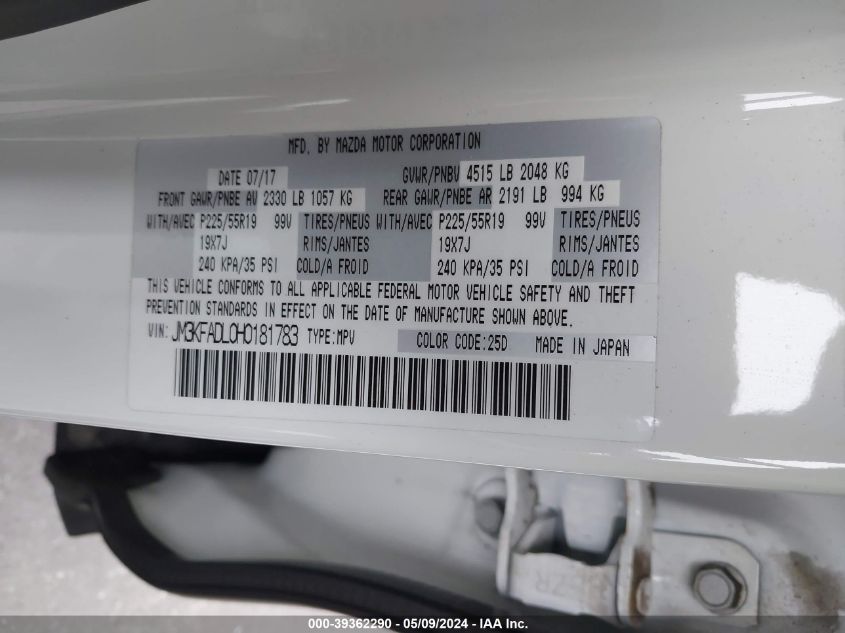 MFD. BY MAZDA MOTOR CORPORATION
DATE 07/17 GVWR/PNBV 4515 LB 2048 KG
FRONT GAWR/PNBE AV 2330 LB 1057 KG REAR GAWR/PNBE AR 2191 LB 994 KG
WITH/AVEC P225/55R19 99V TIRES/PNEUS WITH/AVEC P225/55R19 99V TIRES/PNEUS
19X7J RIMS/JANTES 19X7J RIMS/JANTES
240 KPA/35 PSI COLD/A FROID 240 KPA/35 PSI COLD/A FROID
THIS VEHICLE CONFORMS TO ALL APPLICABLE FEDERAL MOTOR VEHICLE SAFETY AND THEFT
PREVENTION STANDARDS IN EFFECT ON THE DATE OF MANUFACTURE SHOWN ABOVE.
VIN: JM3KFADL0H0181783 TYPE:MPV COLOR CODE:25D MADE IN JAPAN
000-39362290 - 05/09/2024 - IAA Inc.